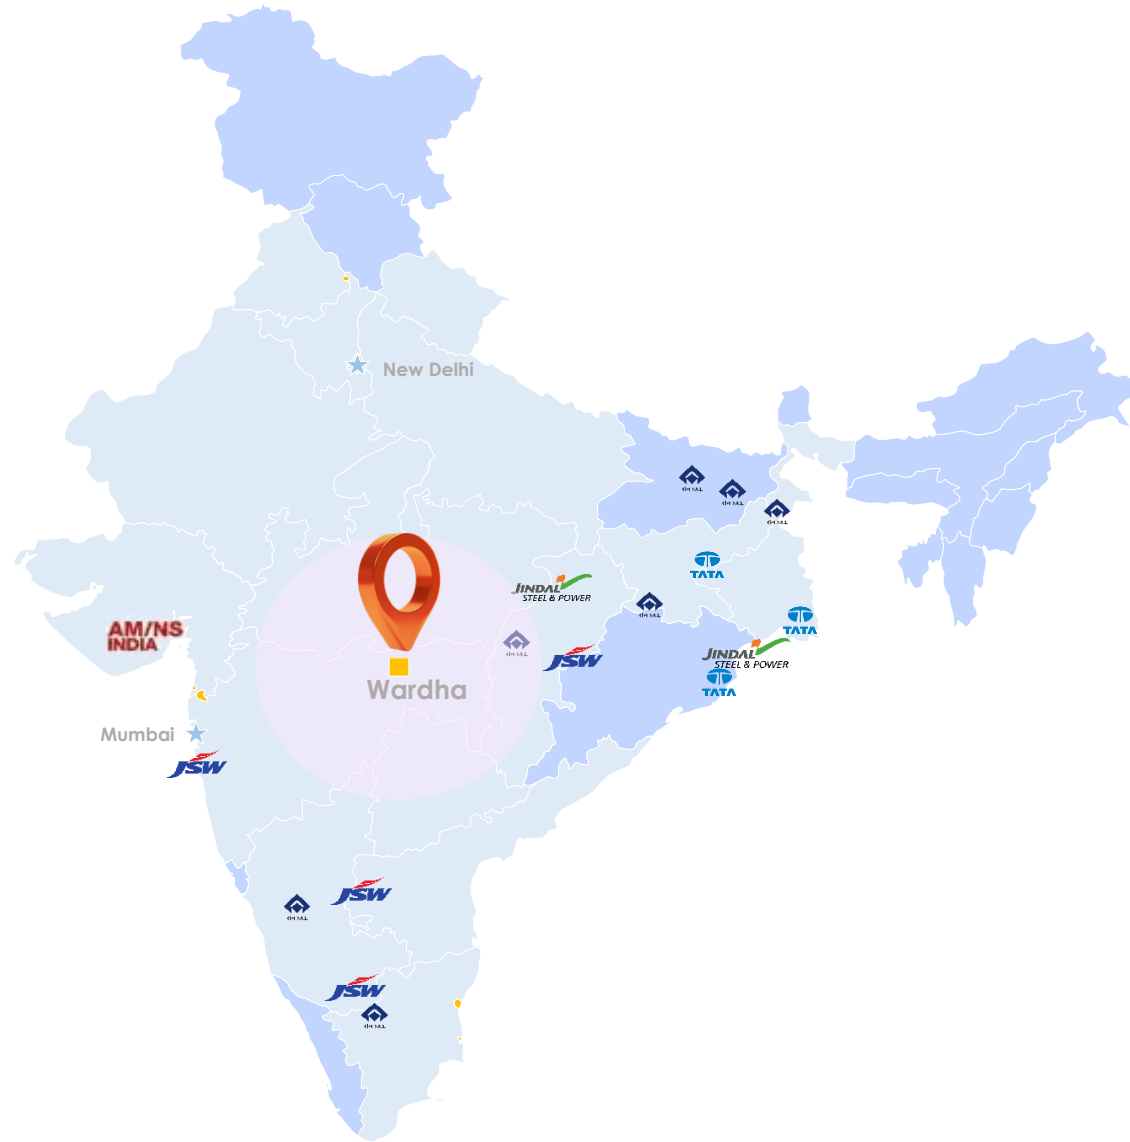 New Delhi
TATA
JINDAL
STEEL & POWER
TATA
AM/NS
INDIA
JSW
JINDAL
STEEL & POWER
TATA
Wardha
Mumbai
JSW
JSW
JSW